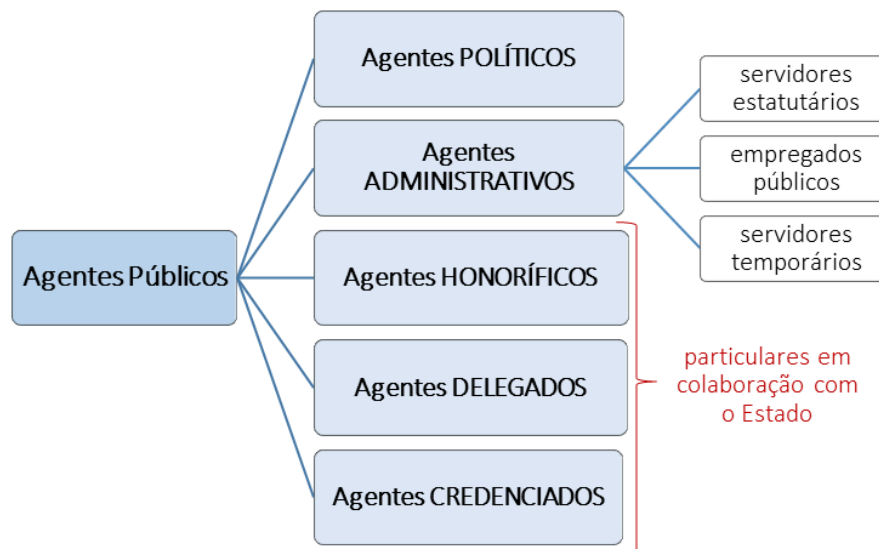 Agentes Públicos
Agentes POLÍTICOS
Agentes
ADMINISTRATIVOS
servidores
estatutários
empregados
públicos
servidores
temporários
Agentes HONORÍFICOS
Agentes DELEGADOS
Agentes CREDENCIADOS
particulares em
colaboração com
o Estado